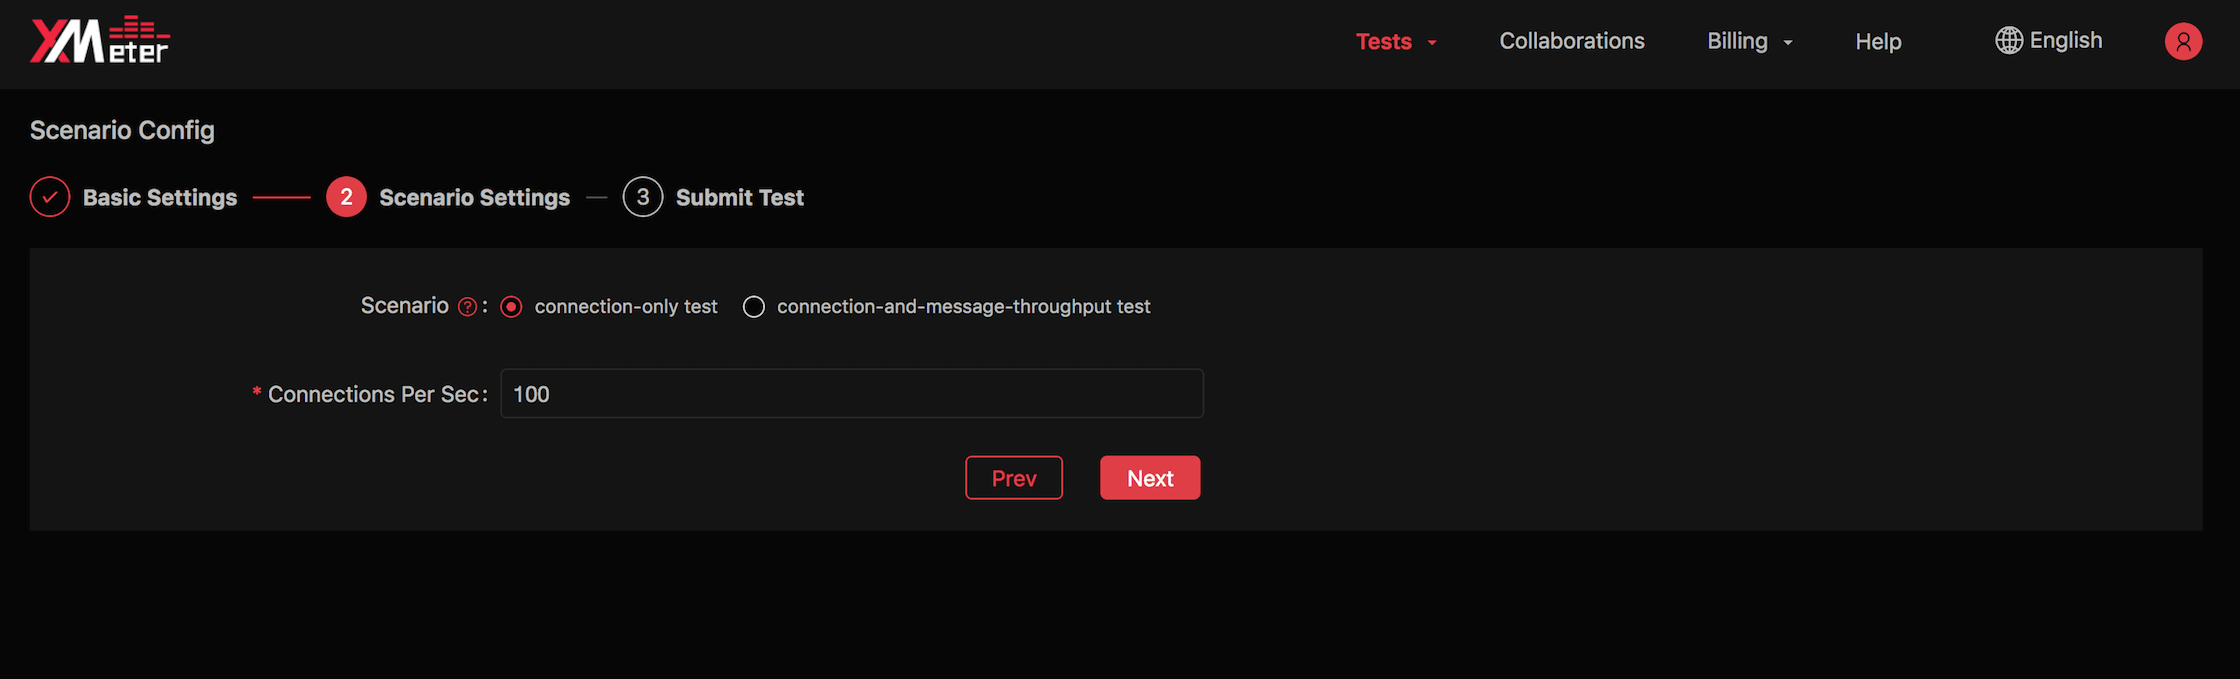 XMeter Tests Collaborations Billing Help English
Scenario Config
Basic Settings 2 Scenario Settings 3 Submit Test
Scenario ? : connection-only test connection-and-message-throughput test
* Connections Per Sec: 100
Prev Next